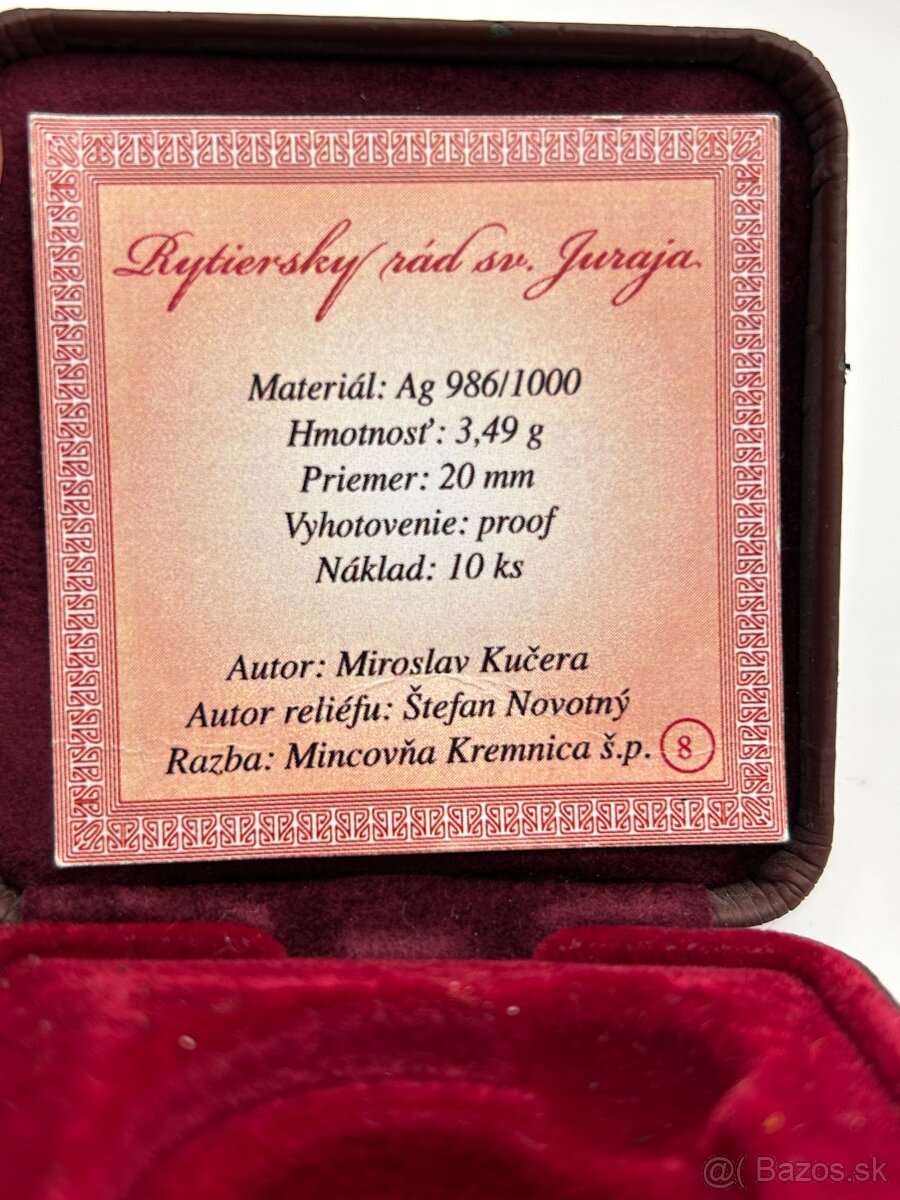 Rytiersky rád sv. Juraja
Materiál: Ag 986/1000
Hmotnosť: 3,49 g
Priemer: 20 mm
Vyhotovenie: proof
Náklad: 10 ks
Autor: Miroslav Kučera
Autor reliéfu: Štefan Novotný
Razba: Mincovňa Kremnica š.p. 8
@( Bazos.sk